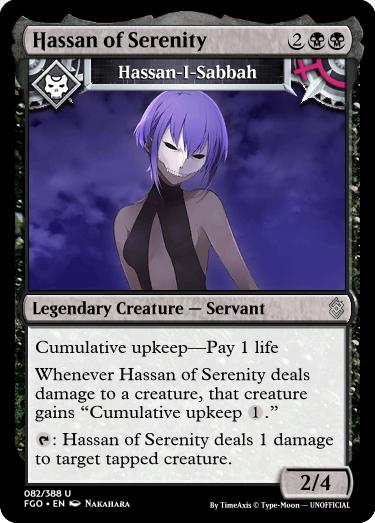 Hassan of Serenity 2
Hassan-I-Sabbah
Legendary Creature — Servant
Cumulative upkeep—Pay 1 life
Whenever Hassan of Serenity deals
damage to a creature, that creature
gains “Cumulative upkeep 1.”
: Hassan of Serenity deals 1 damage
to target tapped creature.
2/4
082/388 U
FGO • EN Nakahara
By TimeAxis © Type-Moon — UNOFFICIAL